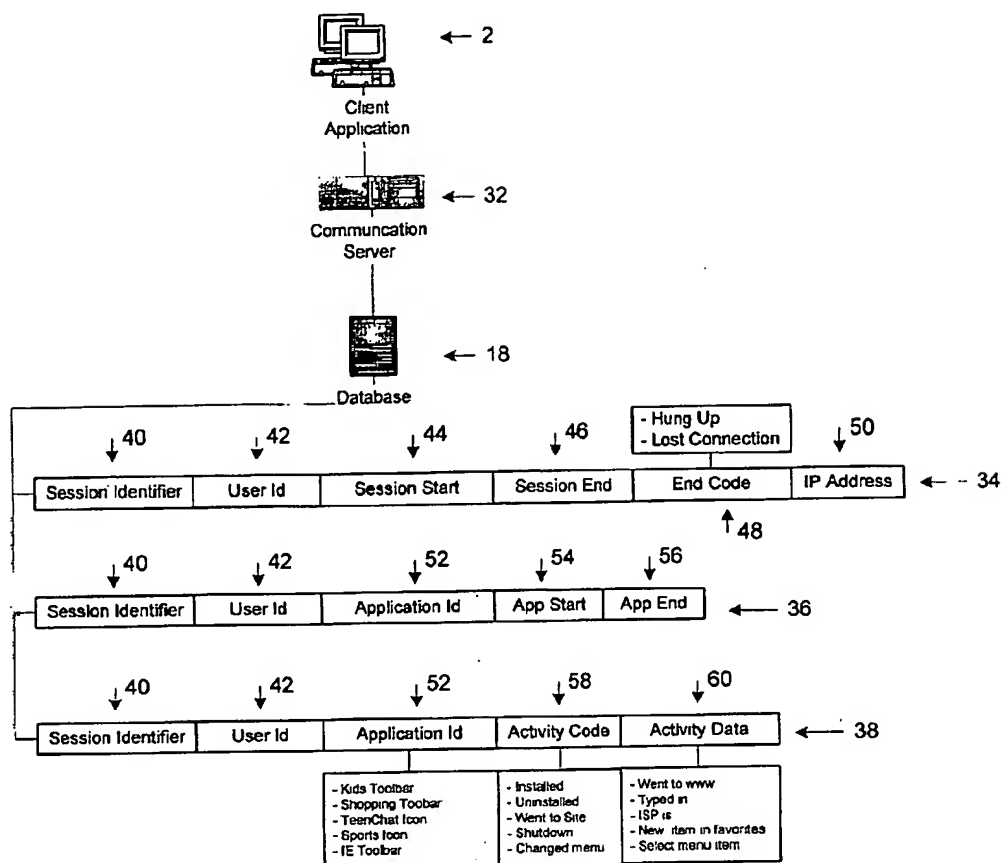 ← 2
Client
Application
← 32
Communcation
Server
← 18
Database
- Hung Up
- Lost Connection
↓ 40 ↓ 42 ↓ 44 ↓ 46 ↓ 50
Session Identifier User Id Session Start Session End End Code IP Address ← 34
↑ 48
↓ 40 ↓ 42 ↓ 52 ↓ 54 ↓ 56
Session Identifier User Id Application Id App Start App End ← 36
↓ 40 ↓ 42 ↓ 52 ↓ 58 ↓ 60
Session Identifier User Id Application Id Activity Code Activity Data ← 38
- Kids Toolbar
- Shopping Toobar
- TeenChat Icon
- Sports Icon
- IE Toolbar
- Installed
- Uninstalled
- Went to Site
- Shutdown
- Changed menu
- Went to www
- Typed in
- ISP is
- New item in favorites
- Select menu item